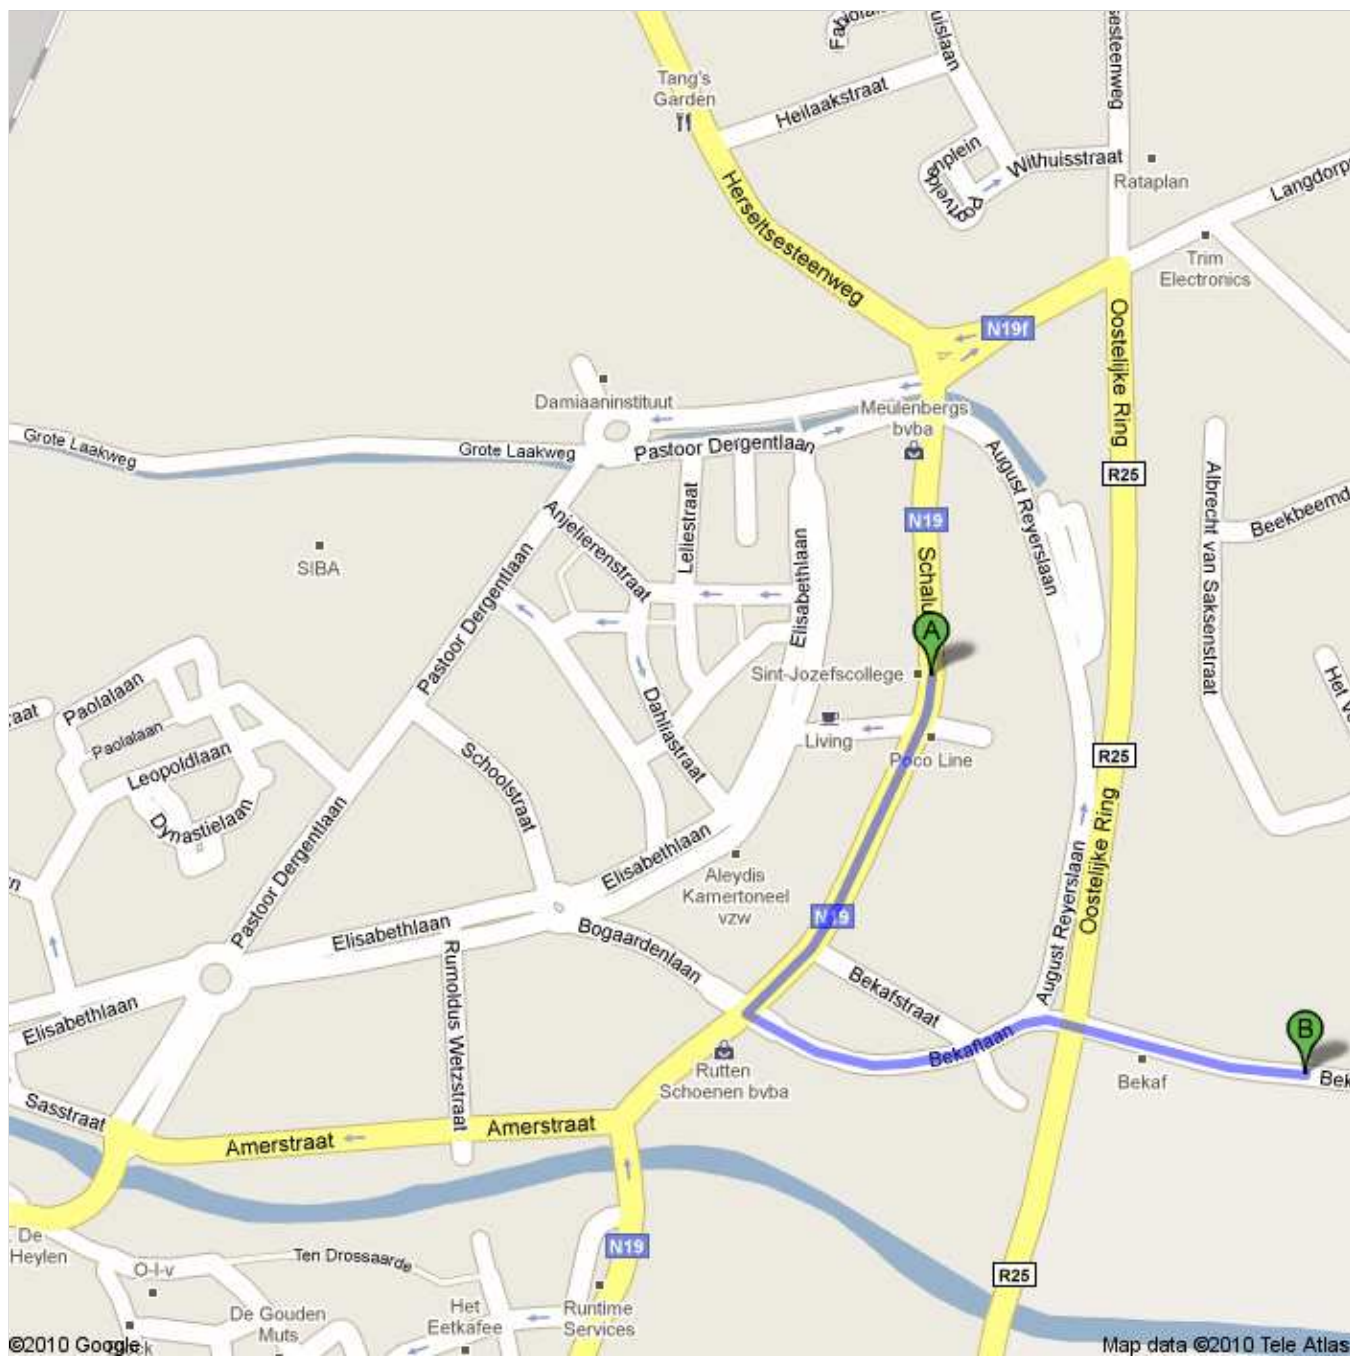 Tang's
Garden
Heilaakstraat
Withuisstraat
Rataplan
Herseltsesteenweg
Trim
Electronics
Oostelijke Ring
N19f
Damiaaninstituut
Meulenbergs
bvba
Grote Laakweg
Grote Laakweg
Pastoor Dergentlaan
R25
August Reyerslaan
Albrecht van Saksenstraat
N19
Anjelierenstraat
Leliestraat
Elisabethlaan
SIBA
Pastoor Dergentlaan
A
Sint-Jozefscollege
Paolalaan
Paolalaan
Leopoldlaan
Dynastielaan
Schoolstraat
Dahliastraat
Living
Poco Line
R25
Oostelijke Ring
Pastoor Dergentlaan
Elisabethlaan
Aleydis
Kamertoneel
vzw
N19
August Reyerslaan
Elisabethlaan
Bogaardenlaan
Rumoldus Wetzstraat
Bekafstraat
Elisabethlaan
Bekaflaan
B
Bekaf
Bek
Rutten
Schoenen bvba
Sasstraat
Amerstraat
Amerstraat
De
Heylen
O-l-v
Ten Drossaarde
N19
R25
De Gouden
Muts
Het
Eetkafee
Runtime
Services
©2010 Google
Map data ©2010 Tele Atlas